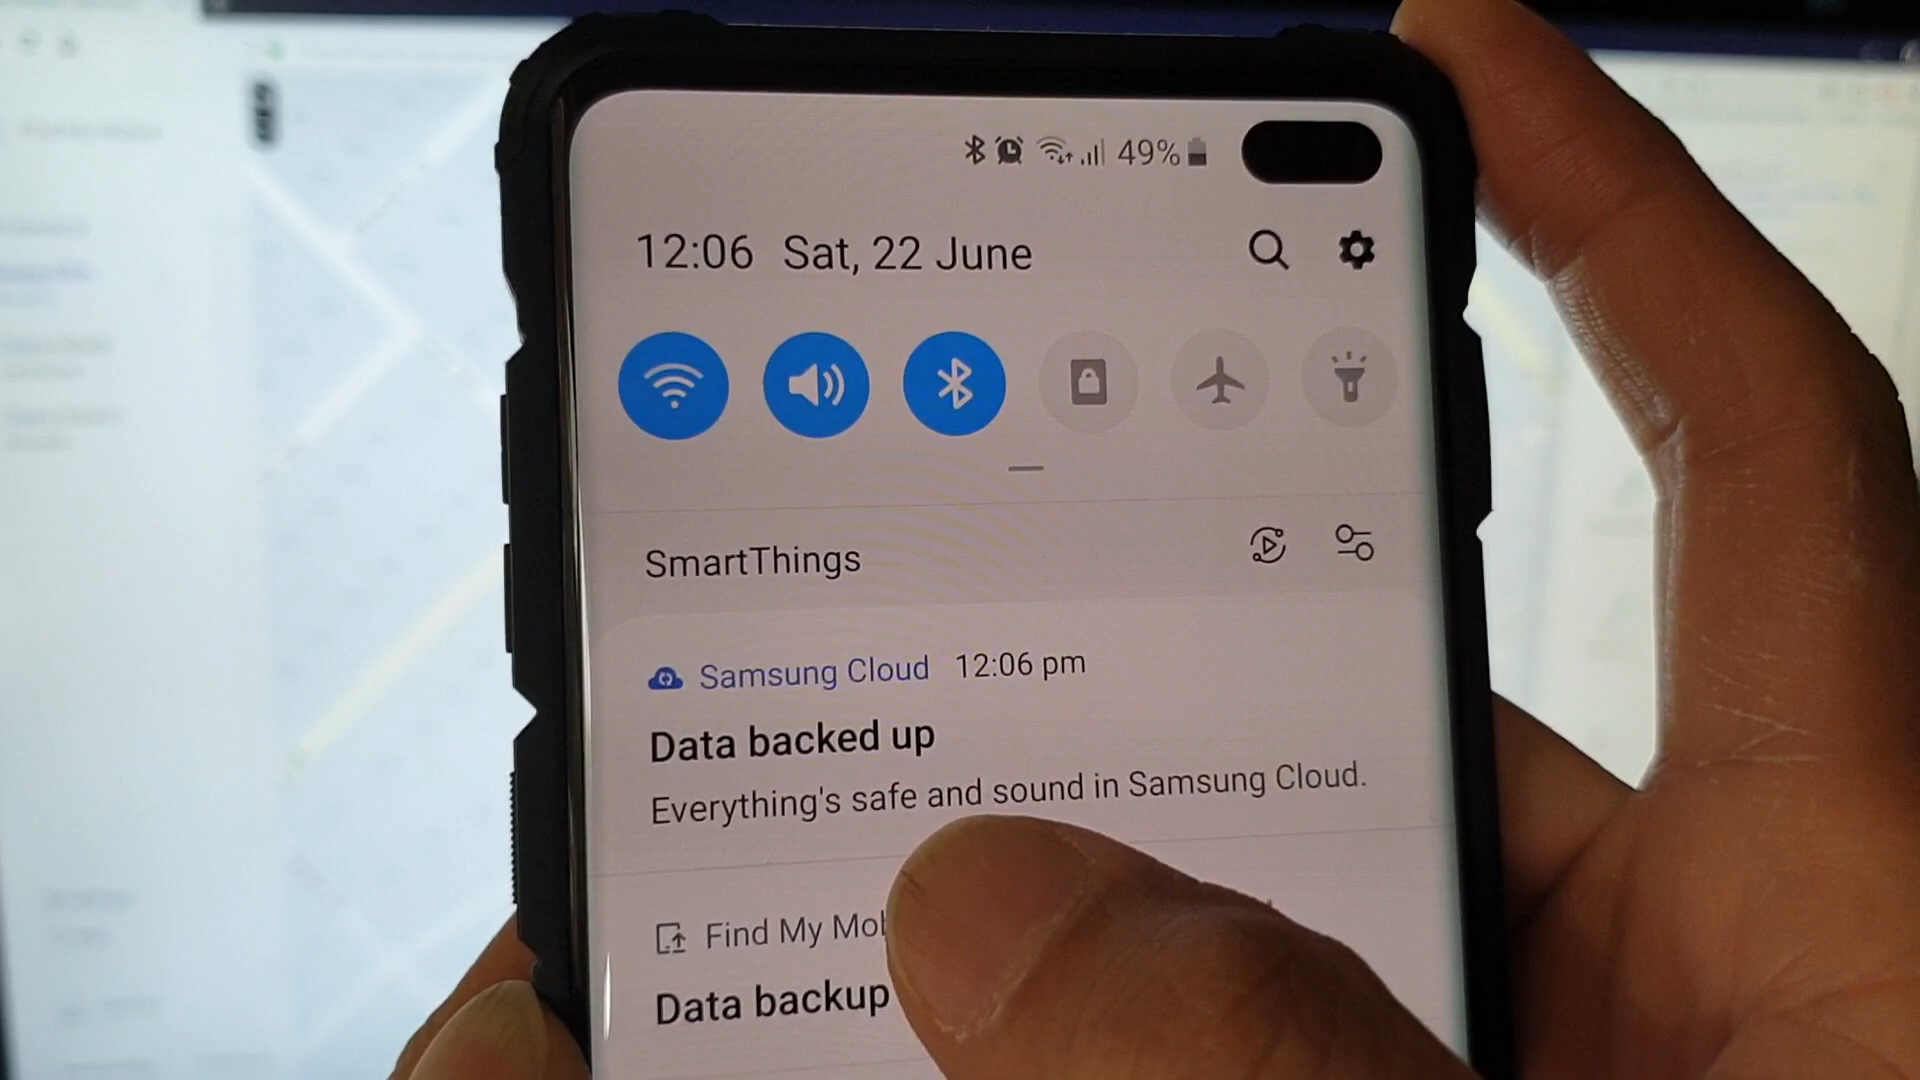 49%
12:06 Sat, 22 June
SmartThings
Samsung Cloud 12:06 pm
Data backed up
Everything's safe and sound in Samsung Cloud.
Find My
Data backup